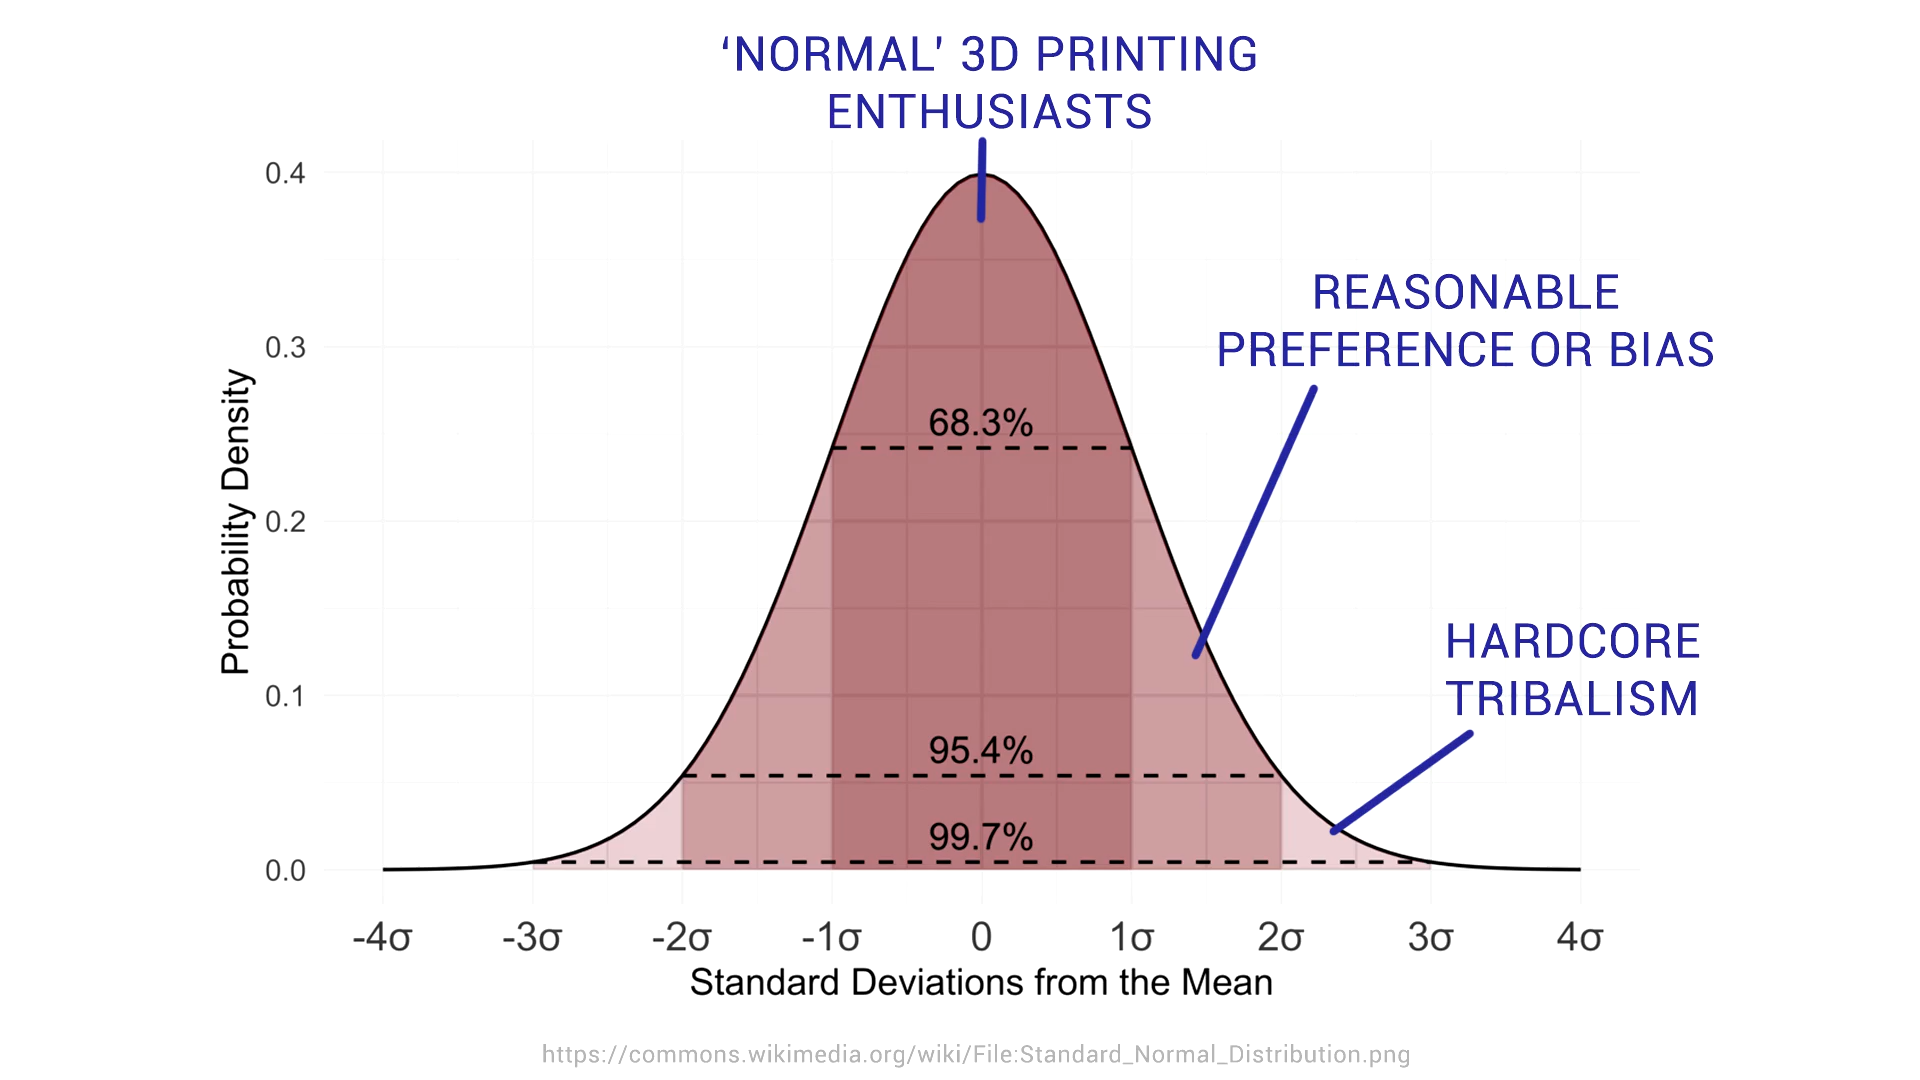 ‘NORMAL’ 3D PRINTING
ENTHUSIASTS
REASONABLE
PREFERENCE OR BIAS
HARDCORE
TRIBALISM
Probability Density
0.4
0.3
0.2
0.1
0.0
68.3%
95.4%
99.7%
-4σ -3σ -2σ -1σ 0 1σ 2σ 3σ 4σ
Standard Deviations from the Mean
https://commons.wikimedia.org/wiki/File:Standard_Normal_Distribution.png